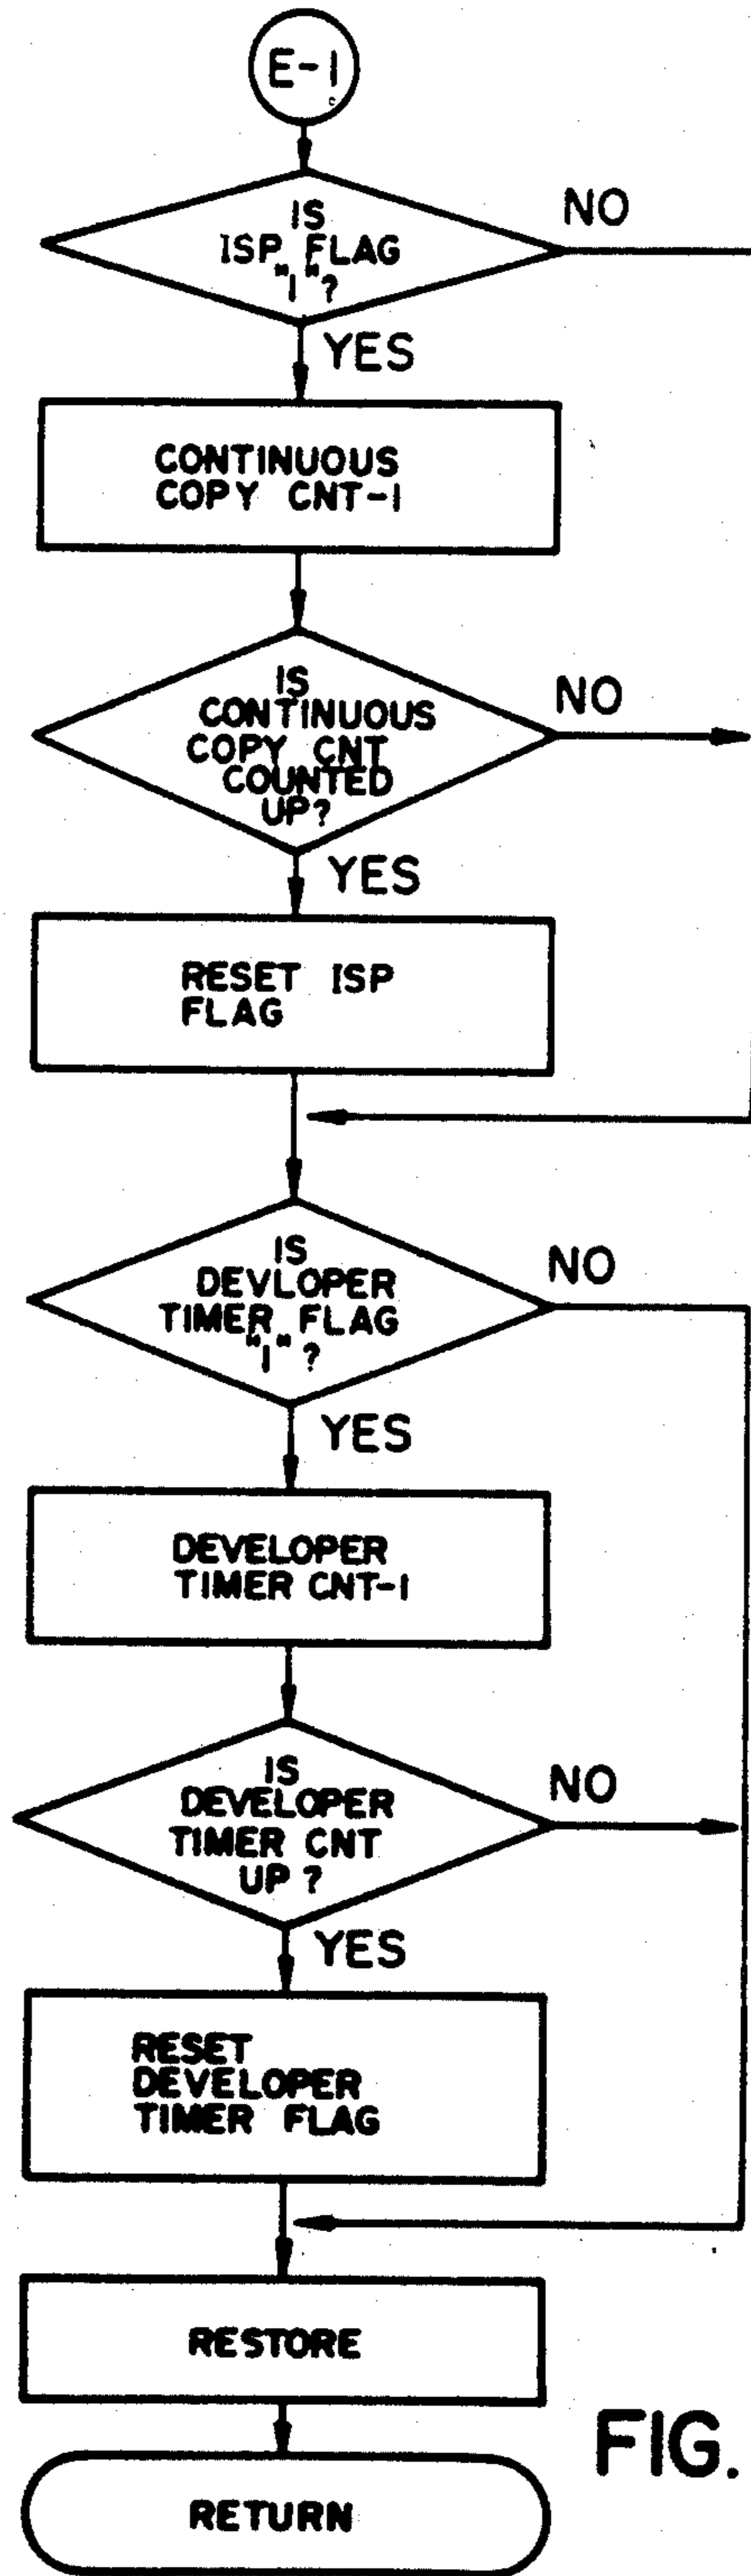 E-1
IS
ISP FLAG
"1"?
NO
YES
CONTINUOUS
COPY CNT-1
IS
CONTINUOUS
COPY CNT
COUNTED
UP?
NO
YES
RESET ISP
FLAG
IS
DEVLOPER
TIMER FLAG
"1" ?
NO
YES
DEVELOPER
TIMER CNT-1
IS
DEVELOPER
TIMER CNT
UP ?
NO
YES
RESET
DEVELOPER
TIMER FLAG
RESTORE
RETURN
FIG.